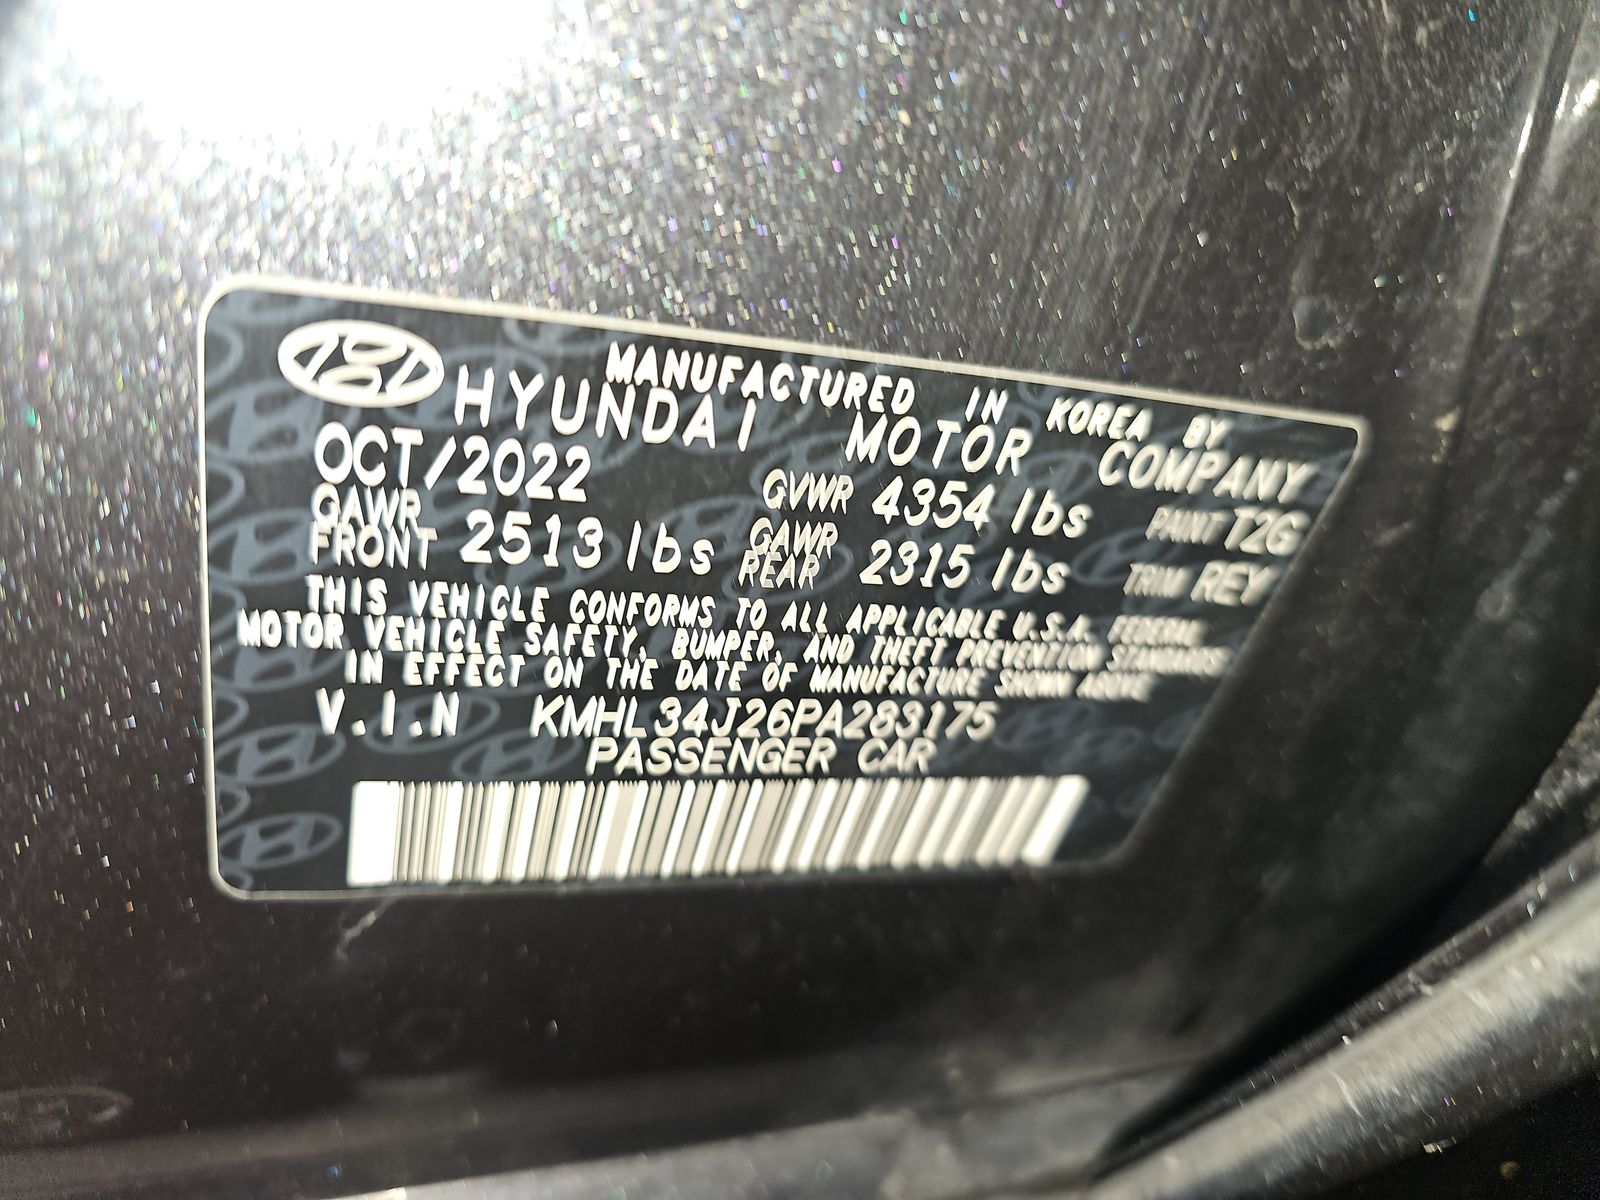 MANUFACTURED IN KOREA BY
HYUNDAI MOTOR COMPANY
OCT/2022 GVWR 4354 lbs PAINT T2G
GAWR FRONT 2513 lbs GAWR REAR 2315 lbs TRIM REY
THIS VEHICLE CONFORMS TO ALL APPLICABLE U.S.A. FEDERAL
MOTOR VEHICLE SAFETY, BUMPER, AND THEFT PREVENTION STANDARDS
IN EFFECT ON THE DATE OF MANUFACTURE SHOWN ABOVE
V.I.N KMHL34J26PA283175
PASSENGER CAR